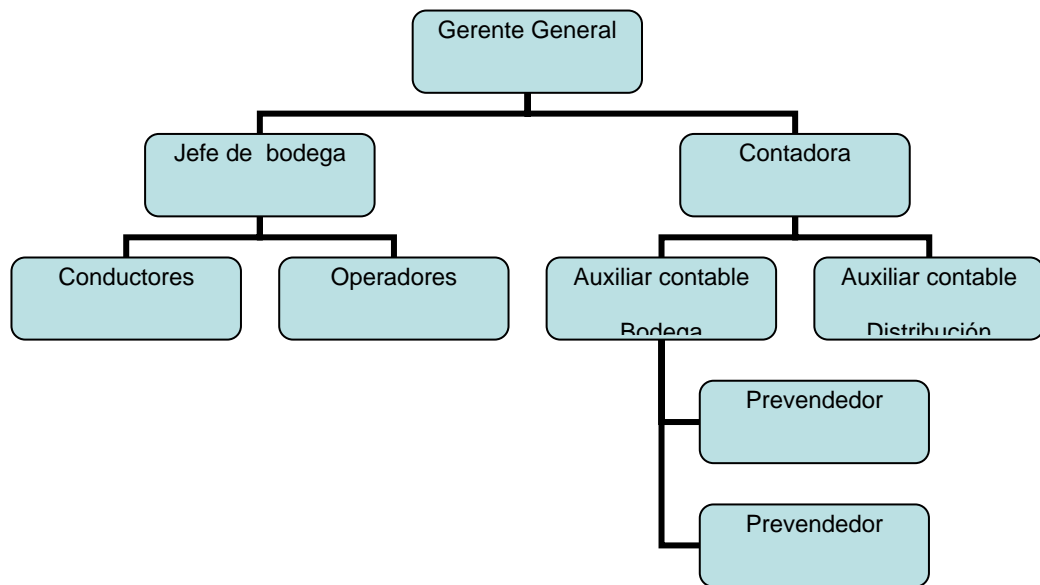 Gerente General
Jefe de bodega
Contadora
Conductores
Operadores
Auxiliar contable
Bodega
Auxiliar contable
Distribución
Prevendedor
Prevendedor